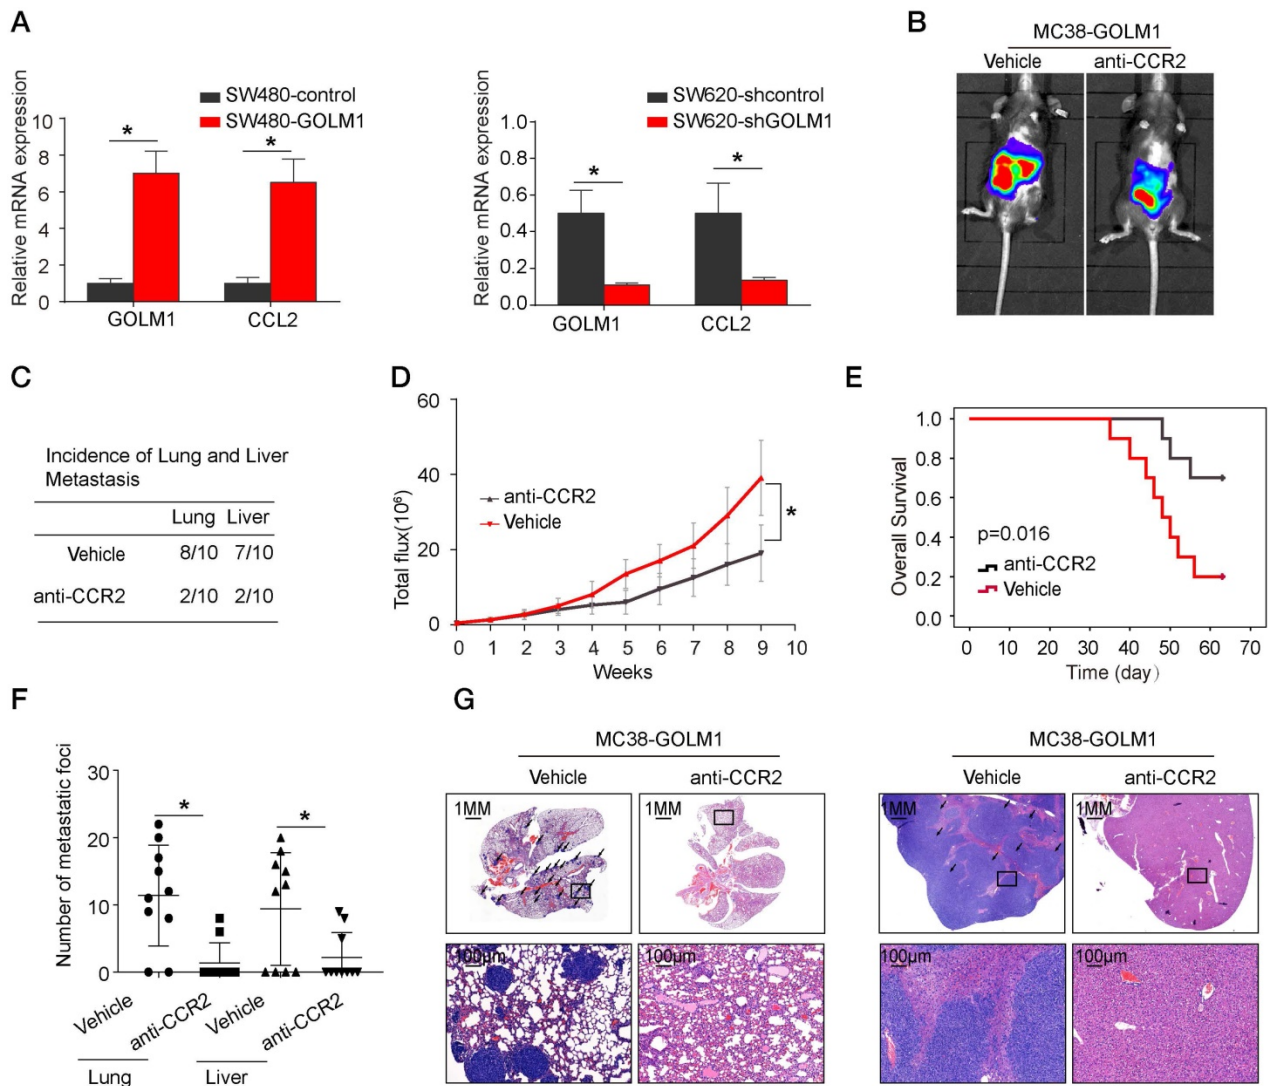 A
Relative mRNA expression
SW480-control
SW480-GOLM1
10
8
6
4
2
0
*
*
GOLM1
CCL2
Relative mRNA expression
SW620-shcontrol
SW620-shGOLM1
1.0
0.8
0.6
0.4
0.2
0.0
*
*
GOLM1
CCL2
B
MC38-GOLM1
Vehicle anti-CCR2
C
Incidence of Lung and Liver
Metastasis
Lung Liver
Vehicle 8/10 7/10
anti-CCR2 2/10 2/10
D
Total flux(10⁶)
60
40
20
0
anti-CCR2
Vehicle
*
0 1 2 3 4 5 6 7 8 9 10
Weeks
E
Overall Survival
1.0
0.8
0.6
0.4
0.2
0.0
p=0.016
anti-CCR2
Vehicle
0 10 20 30 40 50 60 70
Time (day)
F
Number of metastatic foci
30
20
10
0
*
*
Vehicle
anti-CCR2
Vehicle
anti-CCR2
Lung
Liver
G
MC38-GOLM1
Vehicle anti-CCR2
1MM
1MM
100μm
100μm
MC38-GOLM1
Vehicle anti-CCR2
1MM
1MM
100μm
100μm